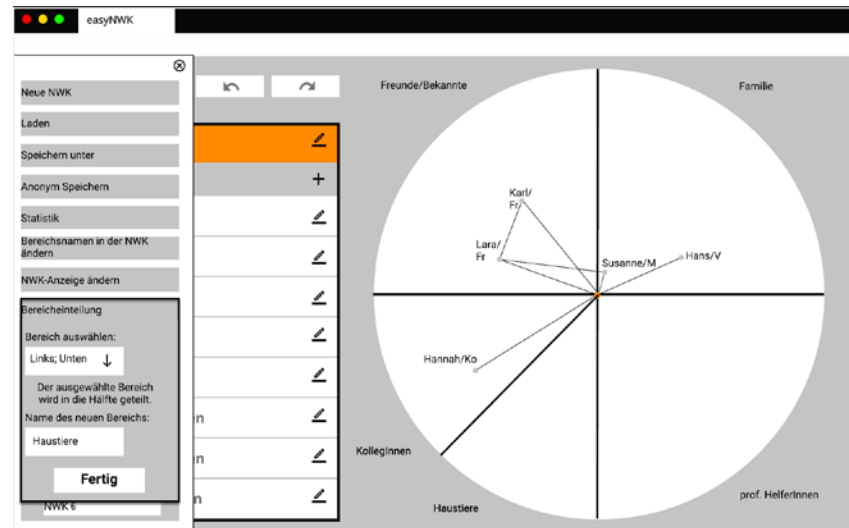 easyNWK
Neue NWK
Laden
Speichern unter
Anonym Speichern
Statistik
Bereichsnamen in der NWK
ändern
NWK-Anzeige ändern
Bereicheinteilung
Bereich auswählen:
Links; Unten
Der ausgewählte Bereich
wird in die Hälfte geteilt.
Name des neuen Bereichs:
Haustiere
Fertig
NWK 6
n
n
n
Freunde/Bekannte
Familie
Karl/
Fr
Lara/
Fr
Susanne/M
Hans/V
Hannah/Ko
KollegInnen
Haustiere
prof. HelferInnen